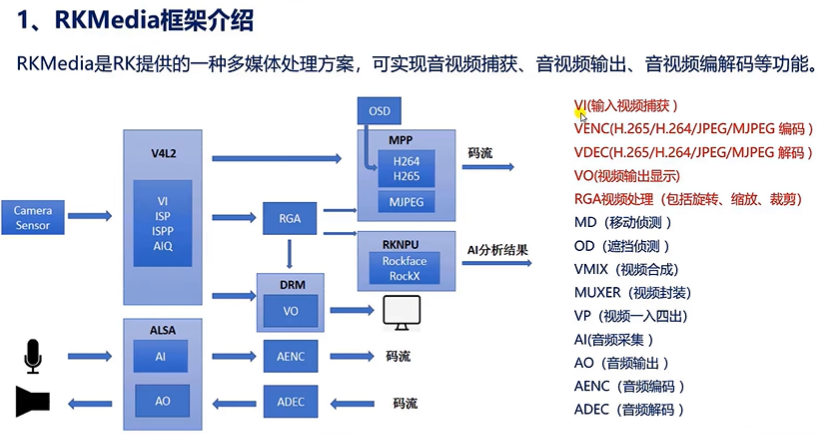 1、RKMedia框架介绍
RKMedia是RK提供的一种多媒体处理方案，可实现音视频捕获、音视频输出、音视频编解码等功能。
OSD
V4L2
MPP
码流
H264
H265
MJPEG
VI
ISP
ISPP
AIQ
Camera
Sensor
RGA
RKNPU
AI分析结果
Rockface
RockX
DRM
VO
ALSA
AI
AENC
码流
AO
ADEC
码流
VI(输入视频捕获）
VENC(H.265/H.264/JPEG/MJPEG 编码）
VDEC(H.265/H.264/JPEG/MJPEG 解码）
VO(视频输出显示)
RGA视频处理（包括旋转、缩放、裁剪）
MD（移动侦测）
OD（遮挡侦测）
VMIX（视频合成)
MUXER（视频封装)
VP（视频一入四出)
AI(音频采集）
AO（音频输出）
AENC（音频编码）
ADEC（音频解码）